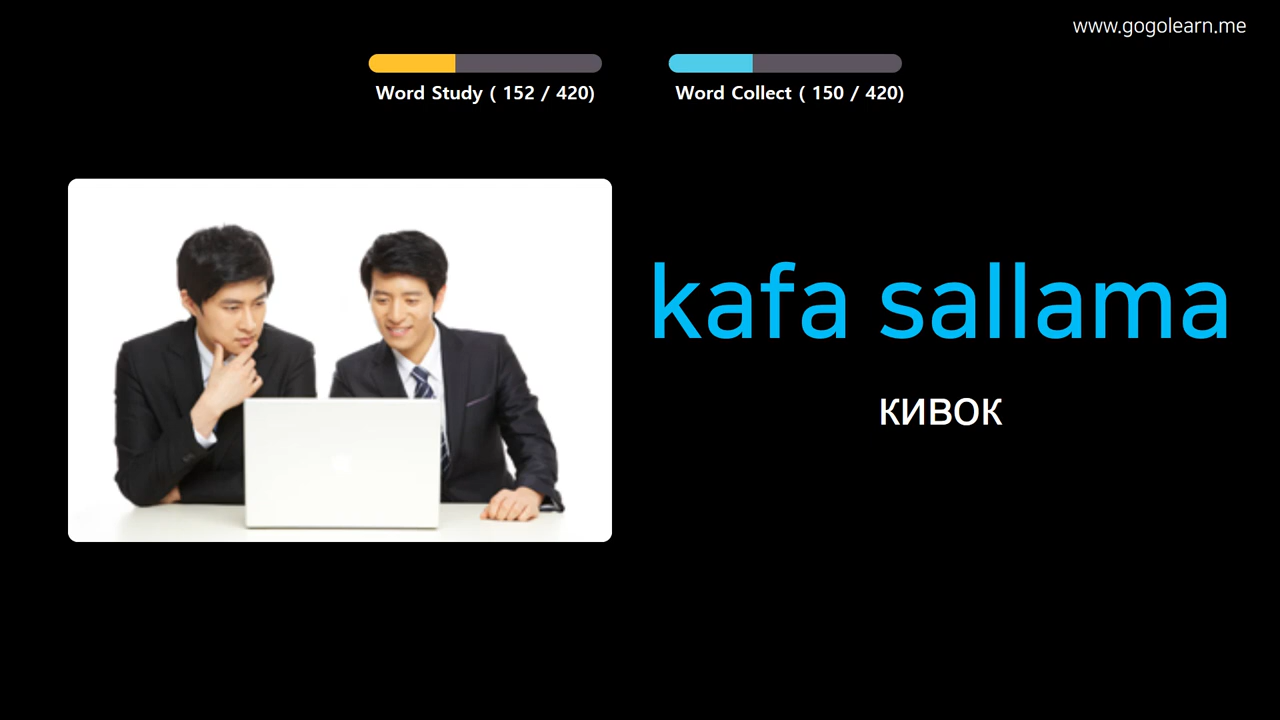 www.gogolearn.me
Word Study ( 152 / 420)
Word Collect ( 150 / 420)
kafa sallama
кивок